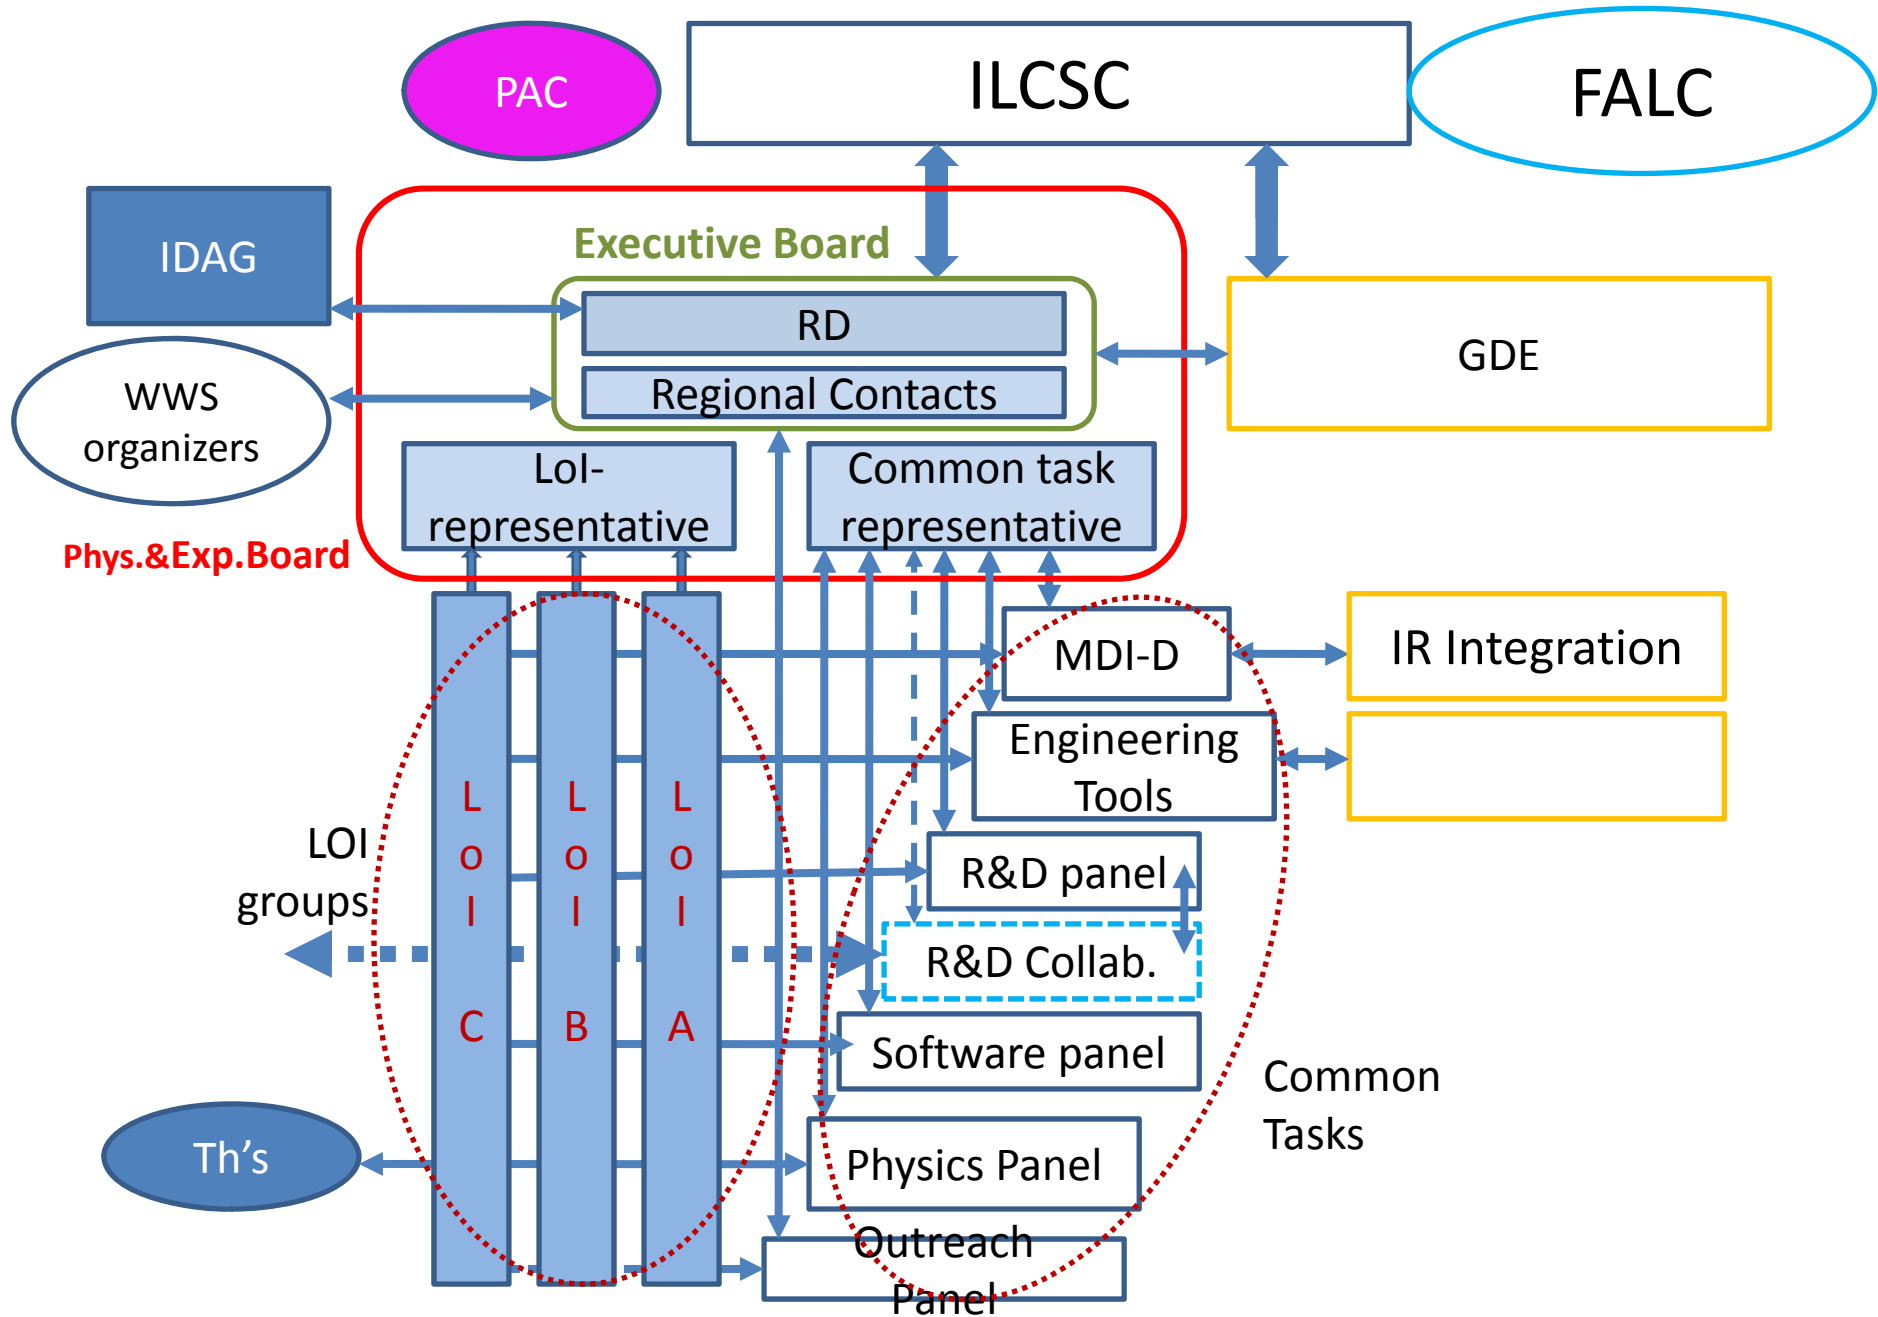 PAC
ILCSC
FALC
IDAG
Executive Board
RD
GDE
Regional Contacts
WWS
organizers
LoI-
representative
Common task
representative
Phys.&Exp.Board
MDI-D
IR Integration
Engineering
Tools
LOI
groups
L
o
I
C
L
o
I
B
L
o
I
A
R&D panel
R&D Collab.
Software panel
Common
Tasks
Th’s
Physics Panel
Outreach
Panel